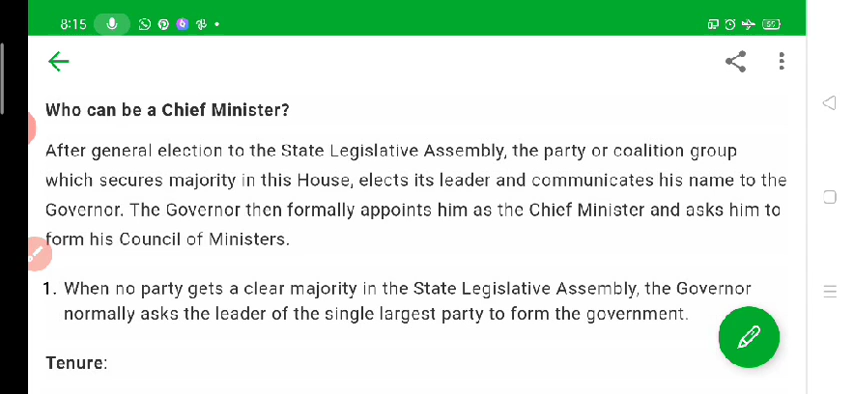 8:15
55
Who can be a Chief Minister?
After general election to the State Legislative Assembly, the party or coalition group
which secures majority in this House, elects its leader and communicates his name to the
Governor. The Governor then formally appoints him as the Chief Minister and asks him to
form his Council of Ministers.
1. When no party gets a clear majority in the State Legislative Assembly, the Governor
normally asks the leader of the single largest party to form the government.
Tenure: